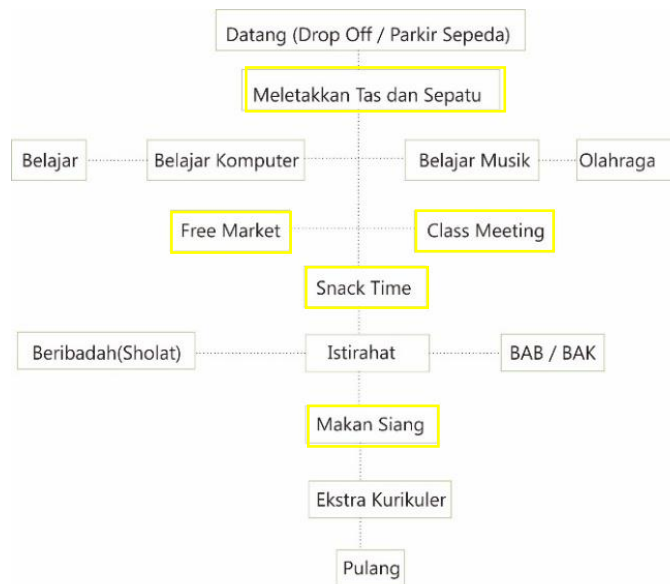 Datang (Drop Off / Parkir Sepeda)
Meletakkan Tas dan Sepatu
Belajar
Belajar Komputer
Belajar Musik
Olahraga
Free Market
Class Meeting
Snack Time
Beribadah(Sholat)
Istirahat
BAB / BAK
Makan Siang
Ekstra Kurikuler
Pulang